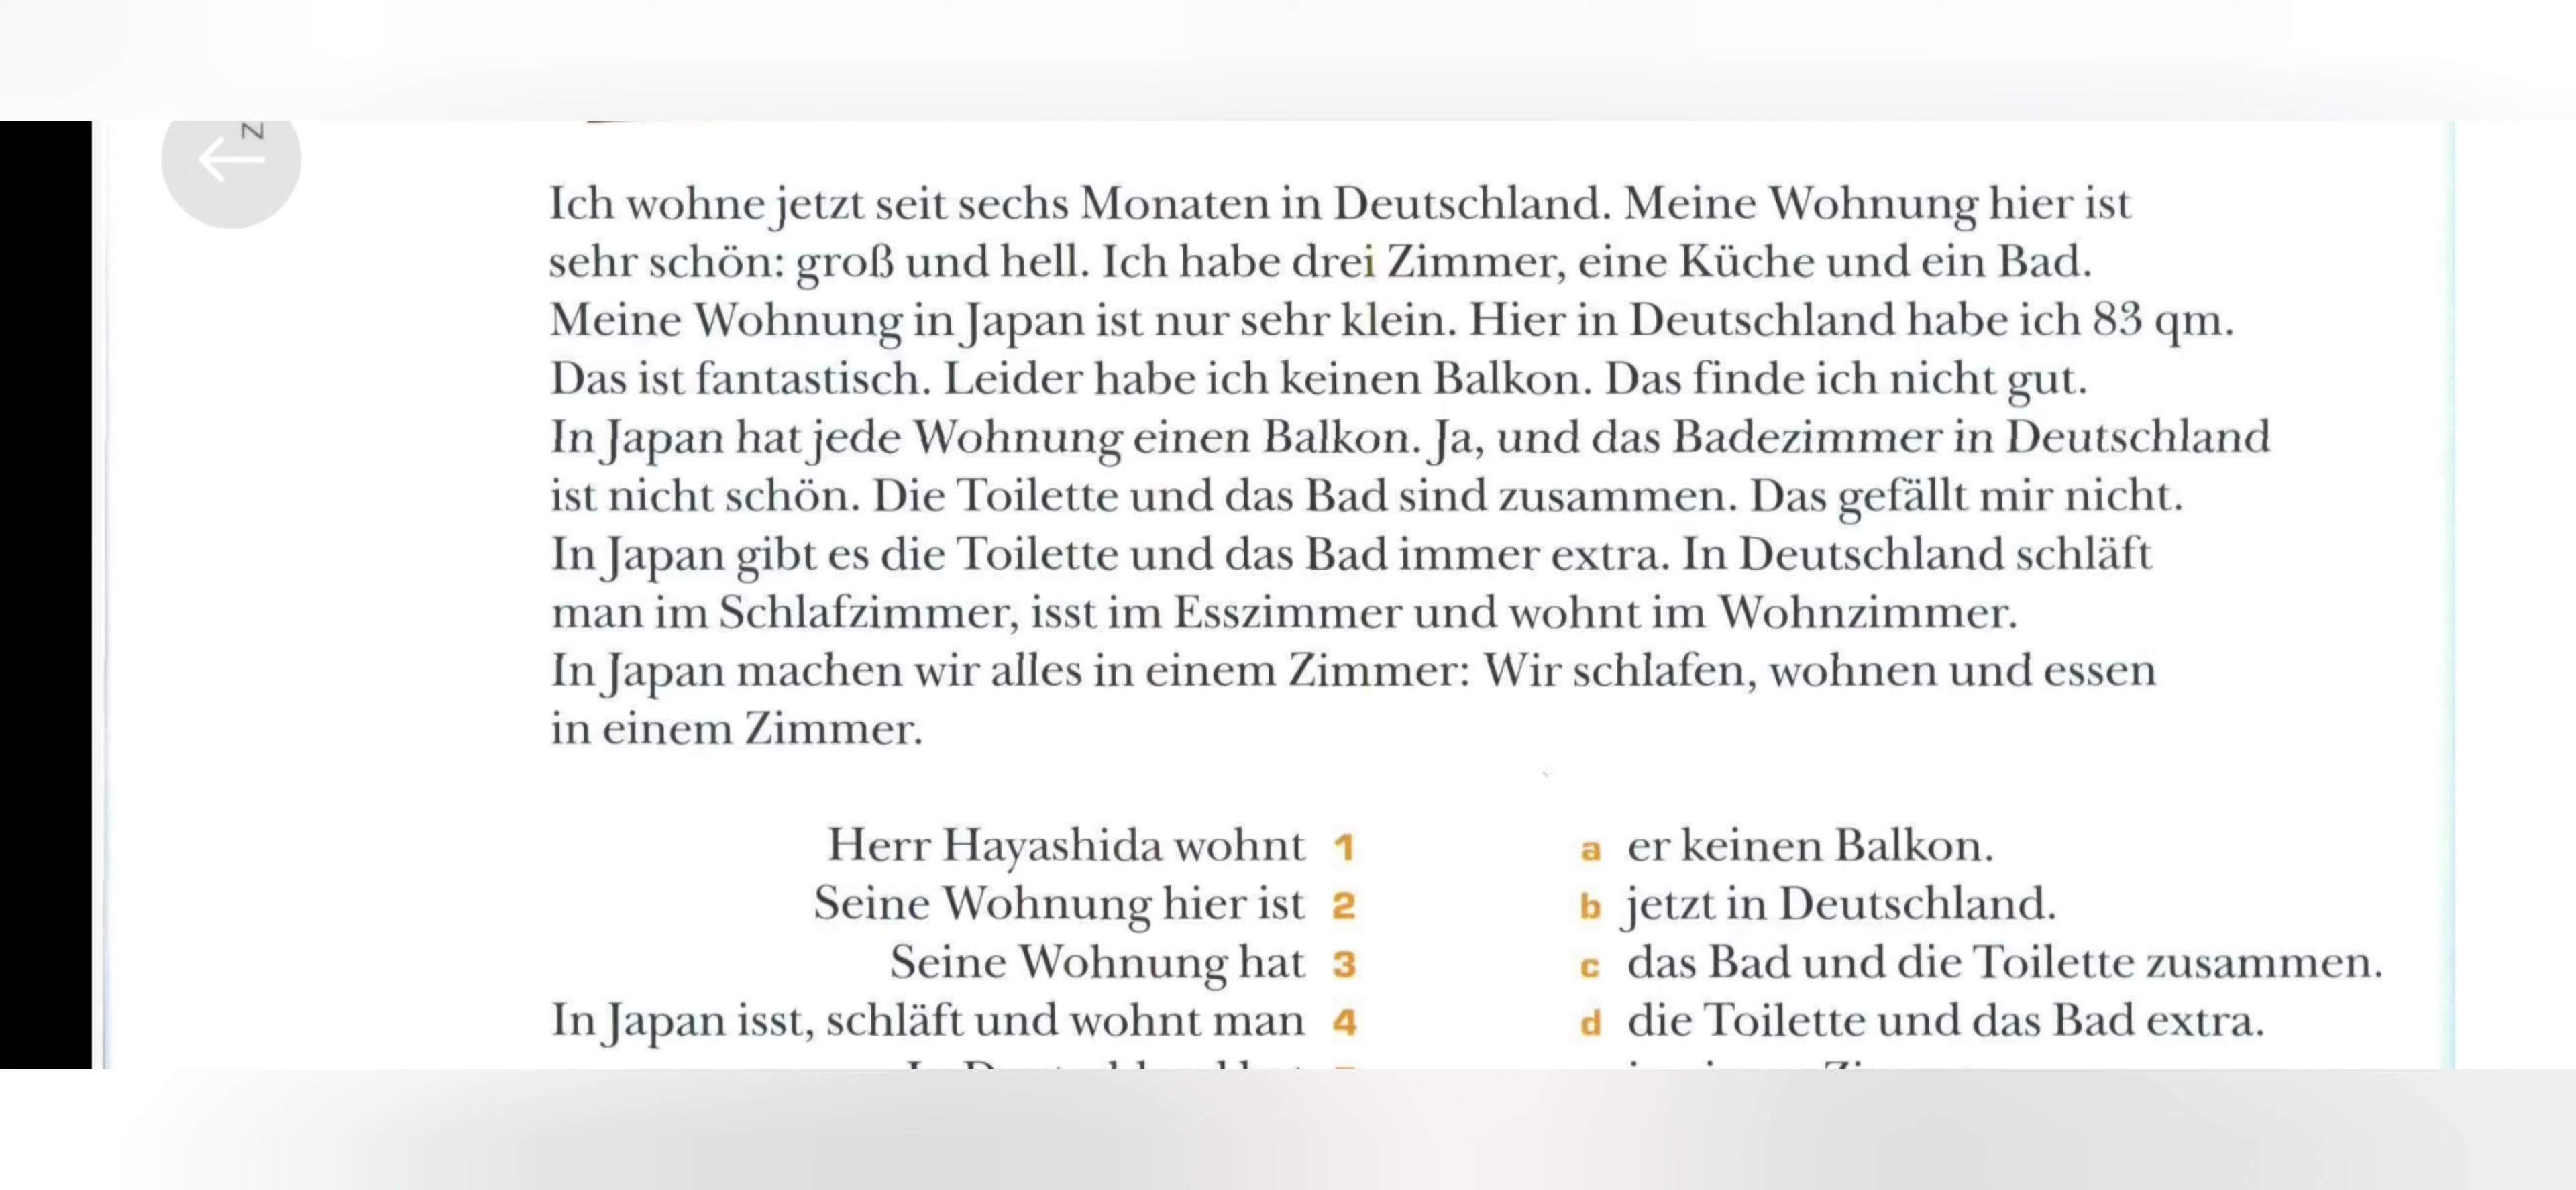 Z
Ich wohne jetzt seit sechs Monaten in Deutschland. Meine Wohnung hier ist
sehr schön: groß und hell. Ich habe drei Zimmer, eine Küche und ein Bad.
Meine Wohnung in Japan ist nur sehr klein. Hier in Deutschland habe ich 83 qm.
Das ist fantastisch. Leider habe ich keinen Balkon. Das finde ich nicht gut.
In Japan hat jede Wohnung einen Balkon. Ja, und das Badezimmer in Deutschland
ist nicht schön. Die Toilette und das Bad sind zusammen. Das gefällt mir nicht.
In Japan gibt es die Toilette und das Bad immer extra. In Deutschland schläft
man im Schlafzimmer, isst im Esszimmer und wohnt im Wohnzimmer.
In Japan machen wir alles in einem Zimmer: Wir schlafen, wohnen und essen
in einem Zimmer.
Herr Hayashida wohnt 1 a er keinen Balkon.
Seine Wohnung hier ist 2 b jetzt in Deutschland.
Seine Wohnung hat 3 c das Bad und die Toilette zusammen.
In Japan isst, schläft und wohnt man 4 d die Toilette und das Bad extra.